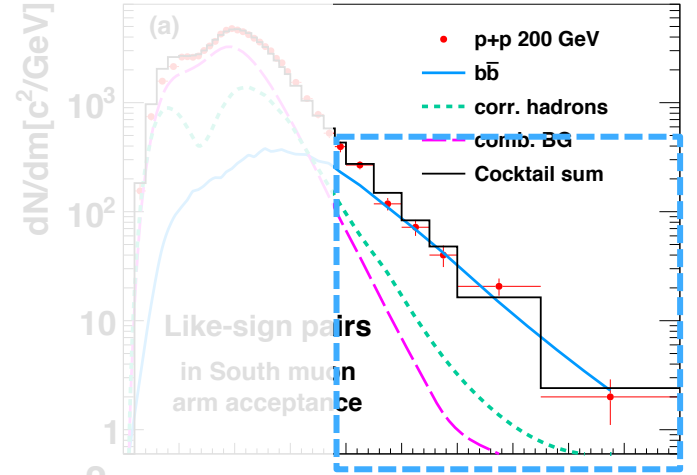 dN/dm[c²/GeV]
(a)
p+p 200 GeV
bb̅
corr. hadrons
comb. BG
Cocktail sum
10³
10²
10
1
Like-sign pairs
in South muon
arm acceptance